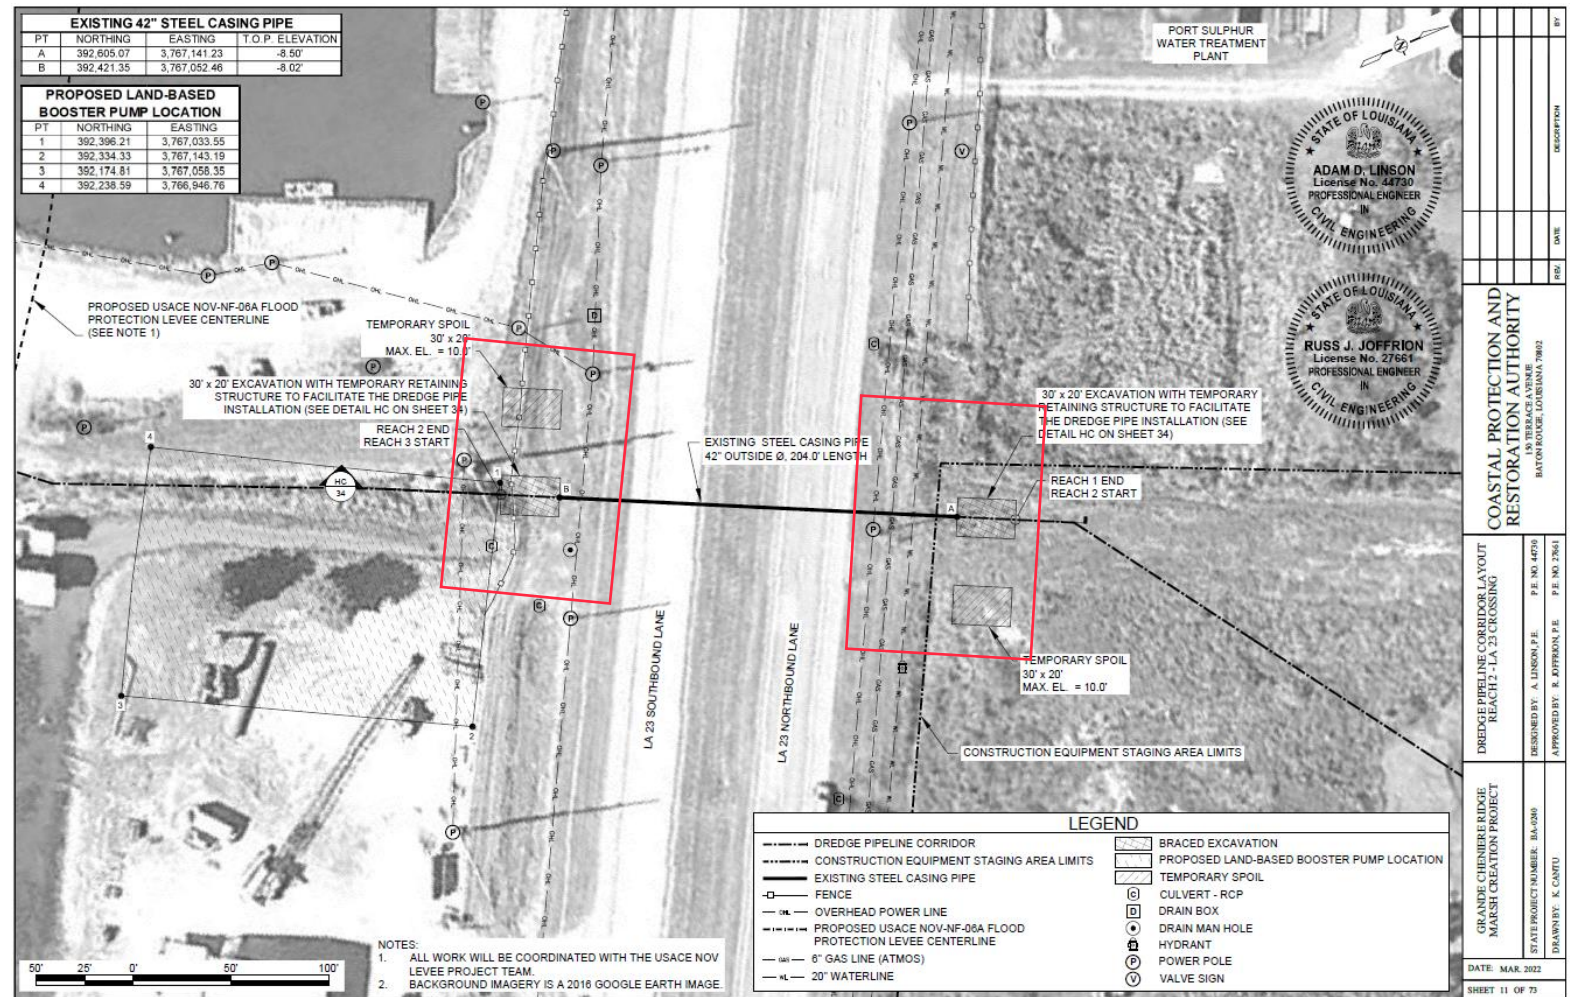 EXISTING 42" STEEL CASING PIPE
PT NORTHING EASTING T.O.P. ELEVATION
A 392,605.07 3,767,141.23 -8.50'
B 392,421.35 3,767,052.46 -8.02'
PROPOSED LAND-BASED
BOOSTER PUMP LOCATION
PT NORTHING EASTING
1 392,396.21 3,767,033.55
2 392,334.33 3,767,143.19
3 392,174.81 3,767,058.35
4 392,238.59 3,766,946.76
PORT SULPHUR
WATER TREATMENT
PLANT
PROPOSED USACE NOV-NF-06A FLOOD
PROTECTION LEVEE CENTERLINE
(SEE NOTE 1)
TEMPORARY SPOIL
30' x 20'
MAX. EL. = 10.0'
30' x 20' EXCAVATION WITH TEMPORARY RETAINING
STRUCTURE TO FACILITATE THE DREDGE PIPE
INSTALLATION (SEE DETAIL HC ON SHEET 34)
REACH 2 END
REACH 3 START
HC
34
4
1
B
3
2
EXISTING STEEL CASING PIPE
42" OUTSIDE Ø, 204.0' LENGTH
A
30' x 20' EXCAVATION WITH TEMPORARY
RETAINING STRUCTURE TO FACILITATE
THE DREDGE PIPE INSTALLATION (SEE
DETAIL HC ON SHEET 34)
REACH 1 END
REACH 2 START
TEMPORARY SPOIL
30' x 20'
MAX. EL. = 10.0'
CONSTRUCTION EQUIPMENT STAGING AREA LIMITS
LA 23 SOUTHBOUND LANE
LA 23 NORTHBOUND LANE
STATE OF LOUISIANA
ADAM D. LINSON
License No. 44730
PROFESSIONAL ENGINEER
IN
CIVIL ENGINEERING
STATE OF LOUISIANA
RUSS J. JOFFRION
License No. 27661
PROFESSIONAL ENGINEER
IN
CIVIL ENGINEERING
LEGEND
DREDGE PIPELINE CORRIDOR
CONSTRUCTION EQUIPMENT STAGING AREA LIMITS
EXISTING STEEL CASING PIPE
FENCE
OHL OVERHEAD POWER LINE
PROPOSED USACE NOV-NF-06A FLOOD
PROTECTION LEVEE CENTERLINE
GAS 6" GAS LINE (ATMOS)
WL 20" WATERLINE
BRACED EXCAVATION
PROPOSED LAND-BASED BOOSTER PUMP LOCATION
TEMPORARY SPOIL
C CULVERT - RCP
D DRAIN BOX
DRAIN MAN HOLE
HYDRANT
P POWER POLE
V VALVE SIGN
NOTES:
1. ALL WORK WILL BE COORDINATED WITH THE USACE NOV
LEVEE PROJECT TEAM.
2. BACKGROUND IMAGERY IS A 2016 GOOGLE EARTH IMAGE.
50' 25' 0' 50' 100'
BY
DESCRIPTION
DATE
REV.
COASTAL PROTECTION AND
RESTORATION AUTHORITY
150 TERRACE AVENUE
BATON ROUGE, LOUISIANA 70802
DREDGE PIPELINE CORRIDOR LAYOUT
REACH 2 - LA 23 CROSSING
DESIGNED BY: A. LINSON, P.E. P.E. NO. 44730
APPROVED BY: R. JOFFRION, P.E. P.E. NO. 27661
GRANDE CHENIERE RIDGE
MARSH CREATION PROJECT
STATE PROJECT NUMBER: BA-0240
DRAWN BY: K. CANTU
DATE: MAR. 2022
SHEET 11 OF 73